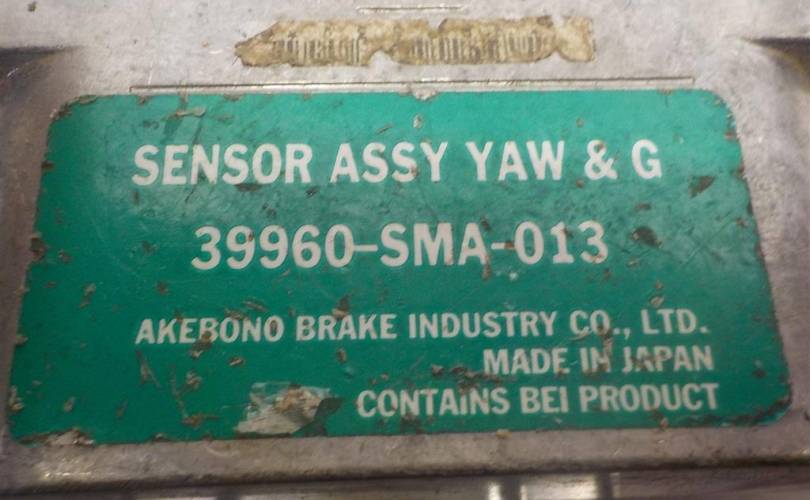 SENSOR ASSY YAW & G
39960-SMA-013
AKEBONO BRAKE INDUSTRY CO., LTD.
MADE IN JAPAN
CONTAINS BEI PRODUCT